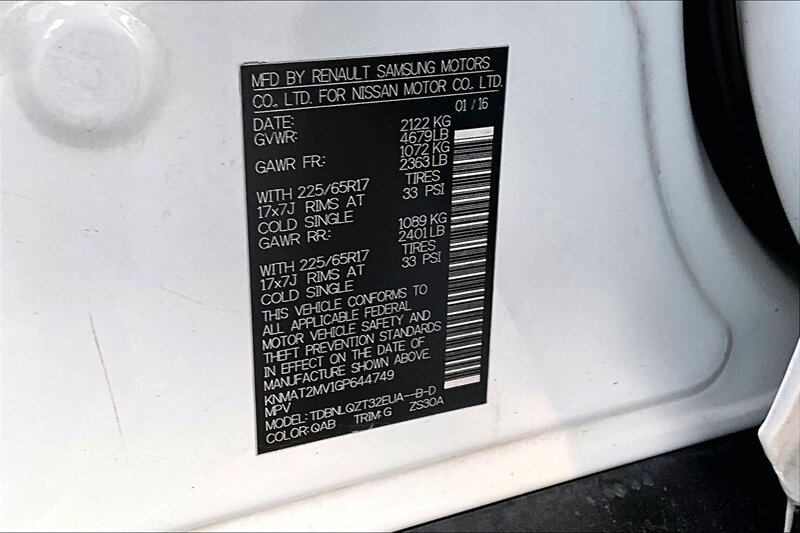 MFD BY RENAULT SAMSUNG MOTORS
CO., LTD. FOR NISSAN MOTOR CO., LTD.
DATE: 01 / 16
GVWR: 2122 KG
4679 LB
GAWR FR: 1072 KG
2363 LB
WITH 225/65R17 TIRES
17x7J RIMS AT 33 PSI
COLD SINGLE
GAWR RR: 1089 KG
2401 LB
WITH 225/65R17 TIRES
17x7J RIMS AT 33 PSI
COLD SINGLE
THIS VEHICLE CONFORMS TO
ALL APPLICABLE FEDERAL
MOTOR VEHICLE SAFETY AND
THEFT PREVENTION STANDARDS
IN EFFECT ON THE DATE OF
MANUFACTURE SHOWN ABOVE.
KNMAT2MV1GP644749
MPV
MODEL: TDBNLQZT32EUA--B-D
COLOR: QAB TRIM: G ZS30A